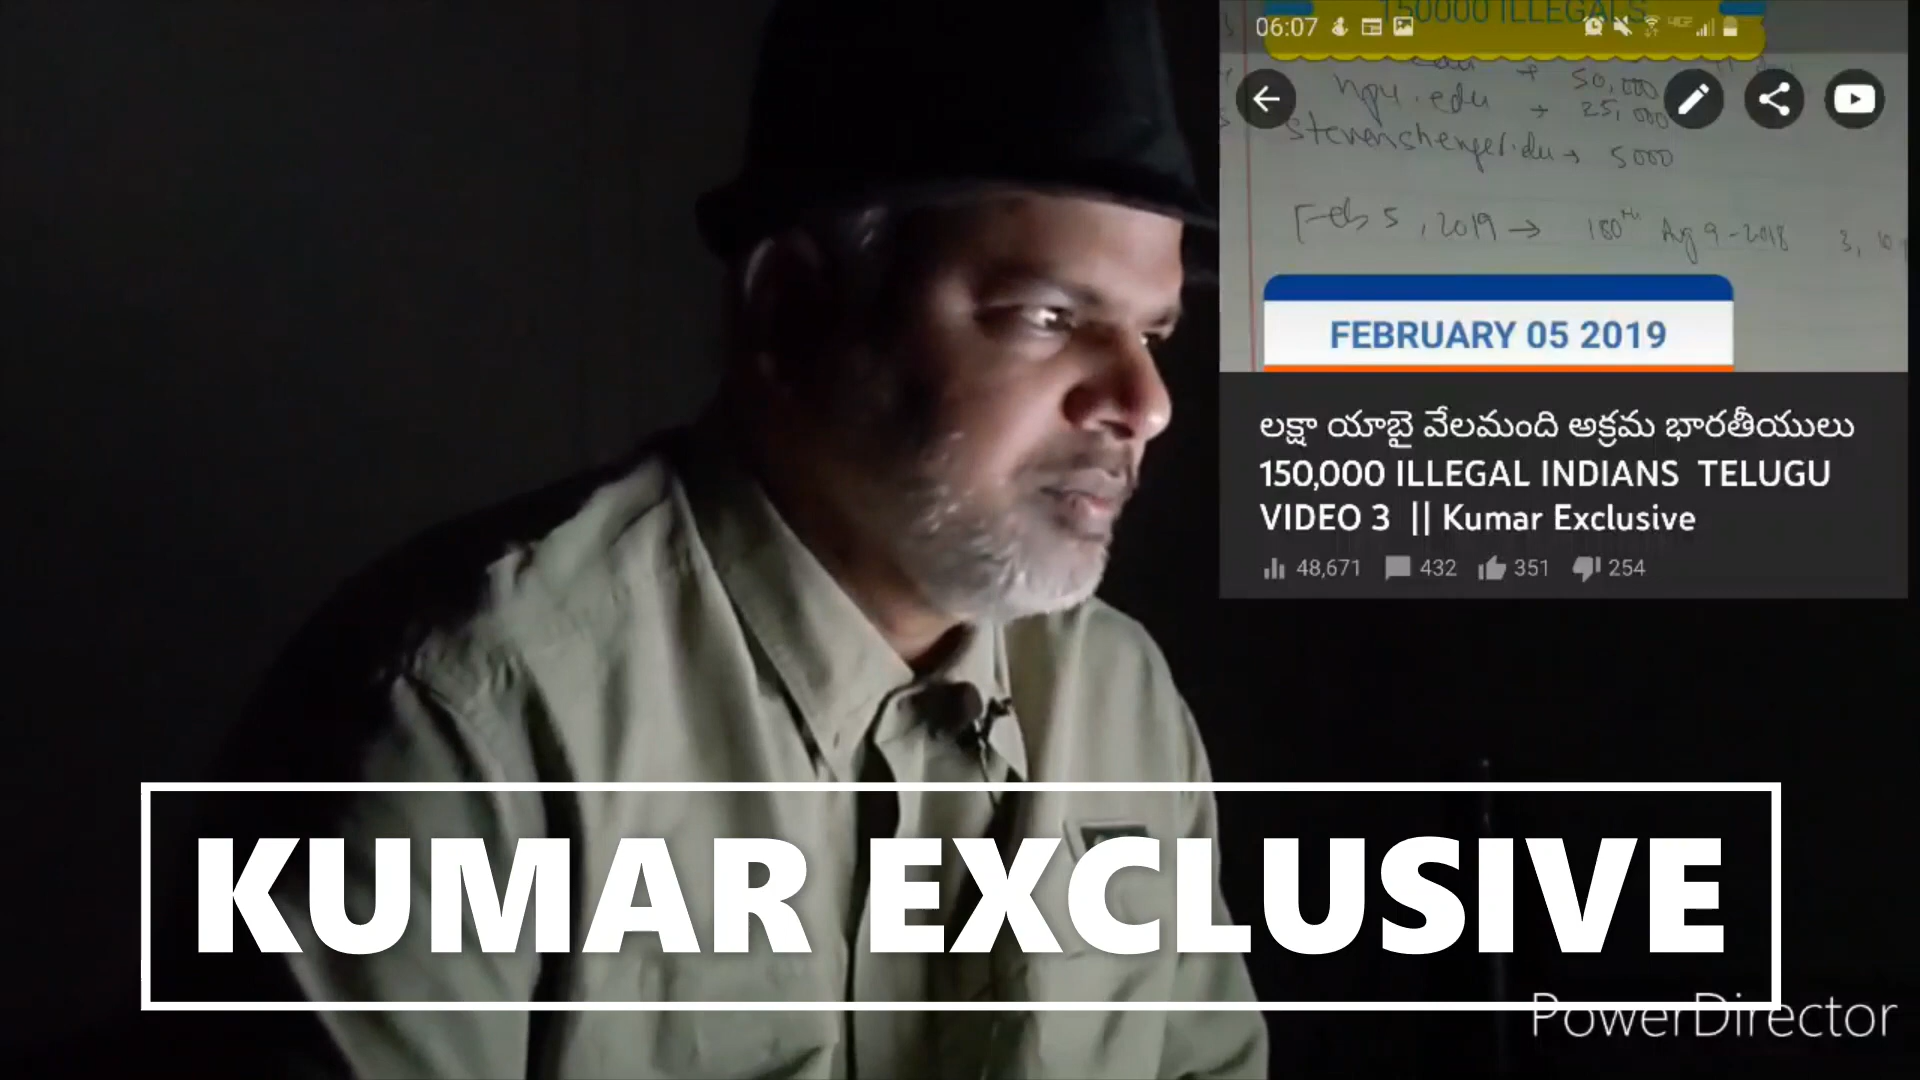 150000 ILLEGALS
06:07
50,000
npu.edu → 25,000
→ 5000
Feb 5, 2019 → 180th Aug 9-2018
FEBRUARY 05 2019
లక్షా యాబై వేలమంది అక్రమ భారతీయులు
150,000 ILLEGAL INDIANS TELUGU
VIDEO 3 || Kumar Exclusive
48,671 432 351 254
KUMAR EXCLUSIVE
PowerDirector